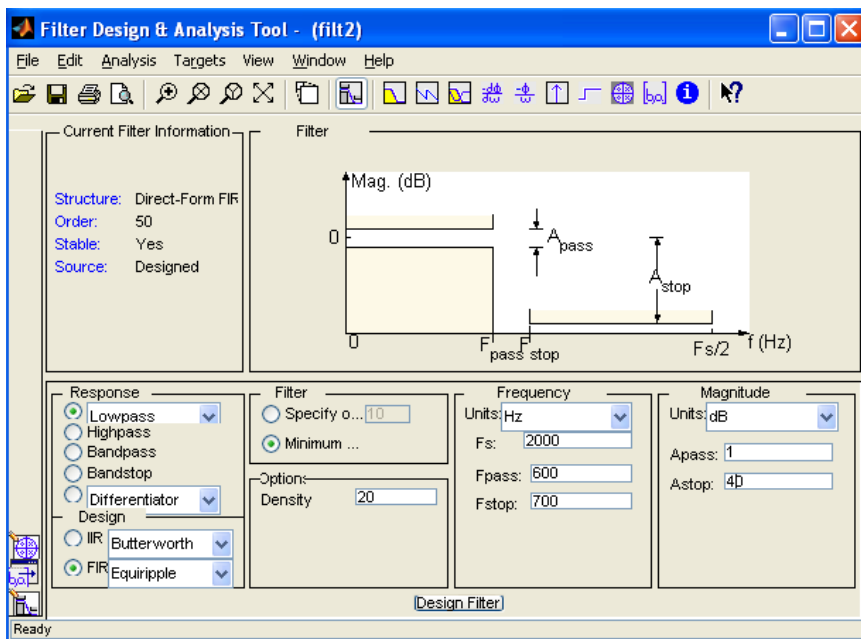 Filter Design & Analysis Tool - (filt2)
File Edit Analysis Targets View Window Help
Current Filter Information
Structure: Direct-Form FIR
Order: 50
Stable: Yes
Source: Designed
Filter
Mag. (dB)
0
A pass
A stop
0
F pass
F stop
Fs/2
f (Hz)
Response
Lowpass
Highpass
Bandpass
Bandstop
Differentiator
Design
IIR Butterworth
FIR Equiripple
Filter
Specify o... 10
Minimum ...
Options
Density 20
Frequency
Units: Hz
Fs: 2000
Fpass: 600
Fstop: 700
Magnitude
Units: dB
Apass: 1
Astop: 40
Design Filter
Ready